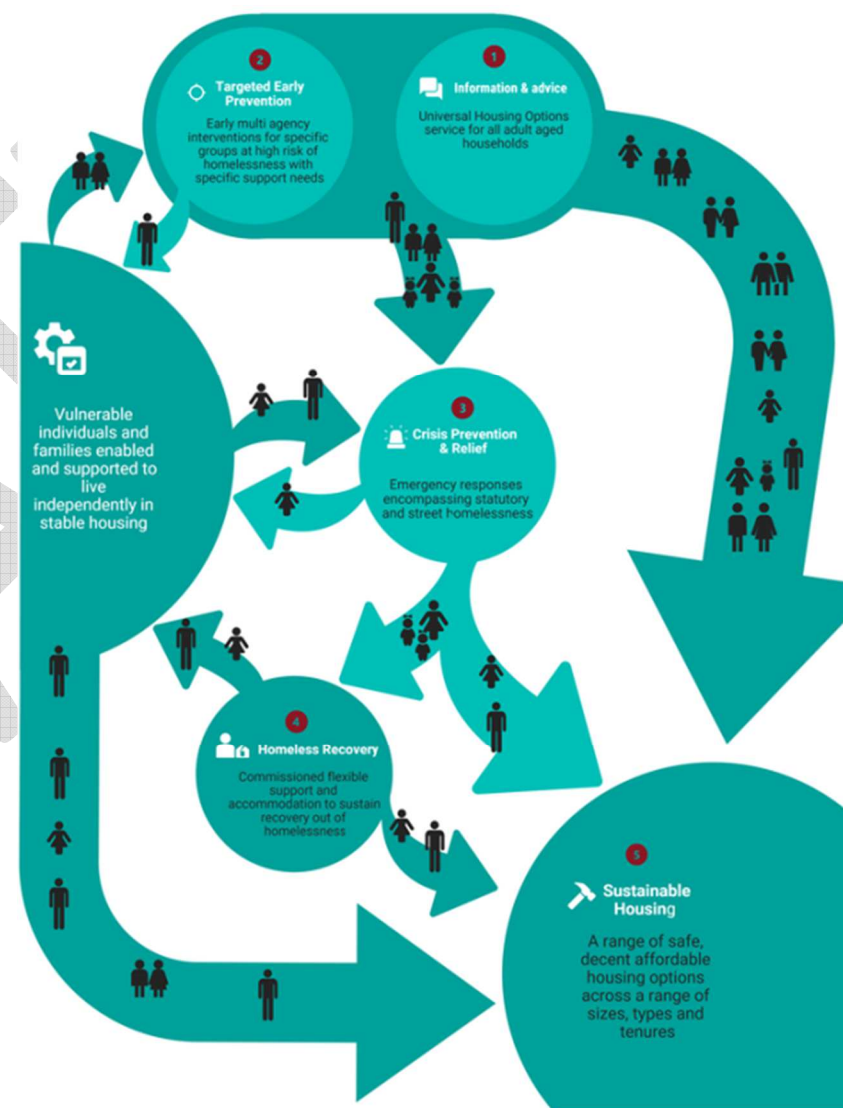 1
Information & advice
Universal Housing Options
service for all adult aged
households
2
Targeted Early
Prevention
Early multi agency
interventions for specific
groups at high risk of
homelessness with
specific support needs
Vulnerable
individuals and
families enabled
and supported to
live
independently in
stable housing
3
Crisis Prevention
& Relief
Emergency responses
encompassing statutory
and street homelessness
4
Homeless Recovery
Commissioned flexible
support and
accommodation to sustain
recovery out of
homelessness
5
Sustainable
Housing
A range of safe,
decent affordable
housing options
across a range of
sizes, types and
tenures